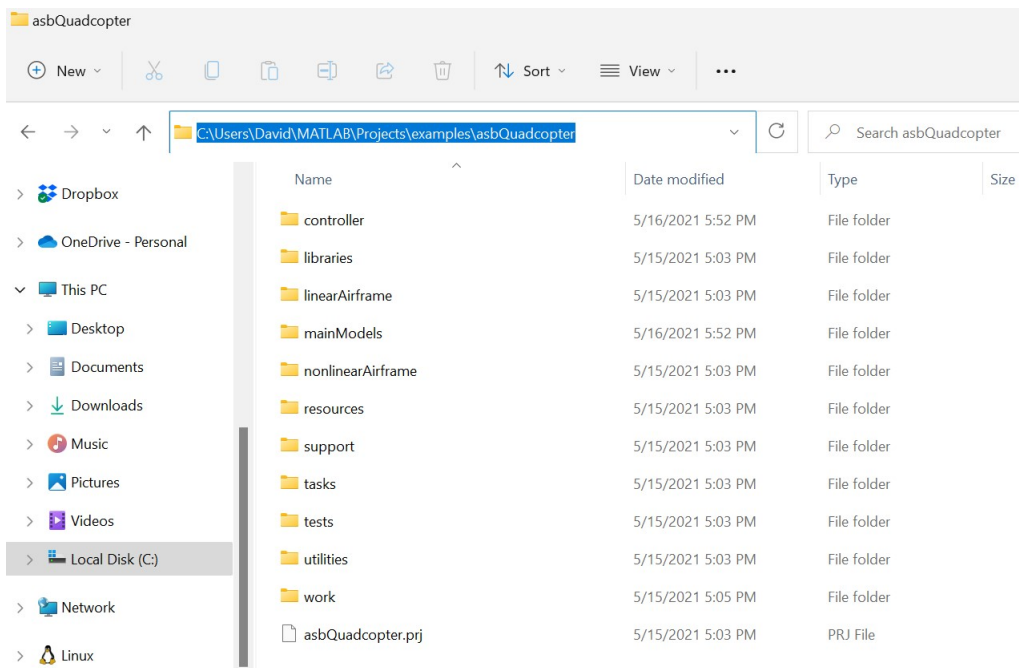 asbQuadcopter
New Sort View
C:\Users\David\MATLAB\Projects\examples\asbQuadcopter Search asbQuadcopter
Dropbox
OneDrive - Personal
This PC
Desktop
Documents
Downloads
Music
Pictures
Videos
Local Disk (C:)
Network
Linux
Name Date modified Type Size
controller 5/16/2021 5:52 PM File folder
libraries 5/15/2021 5:03 PM File folder
linearAirframe 5/15/2021 5:03 PM File folder
mainModels 5/16/2021 5:52 PM File folder
nonlinearAirframe 5/15/2021 5:03 PM File folder
resources 5/15/2021 5:03 PM File folder
support 5/15/2021 5:03 PM File folder
tasks 5/15/2021 5:03 PM File folder
tests 5/15/2021 5:03 PM File folder
utilities 5/15/2021 5:03 PM File folder
work 5/15/2021 5:05 PM File folder
asbQuadcopter.prj 5/15/2021 5:03 PM PRJ File